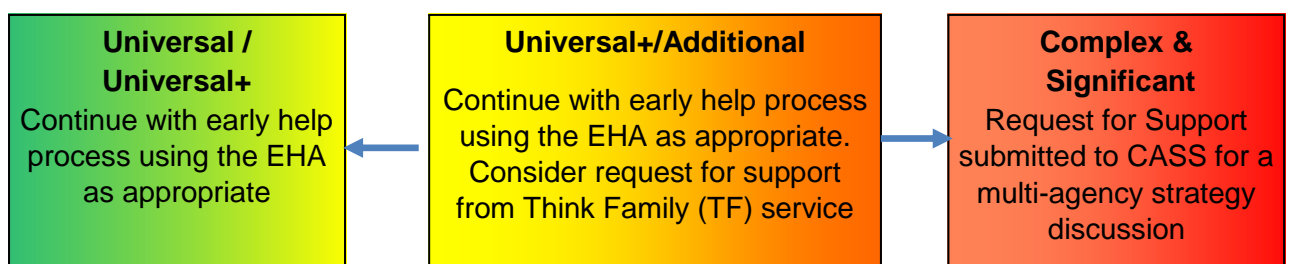 Universal /
Universal+
Continue with early help
process using the EHA
as appropriate
Universal+/Additional
Continue with early help process
using the EHA as appropriate.
Consider request for support
from Think Family (TF) service
Complex &
Significant
Request for Support
submitted to CASS for a
multi-agency strategy
discussion